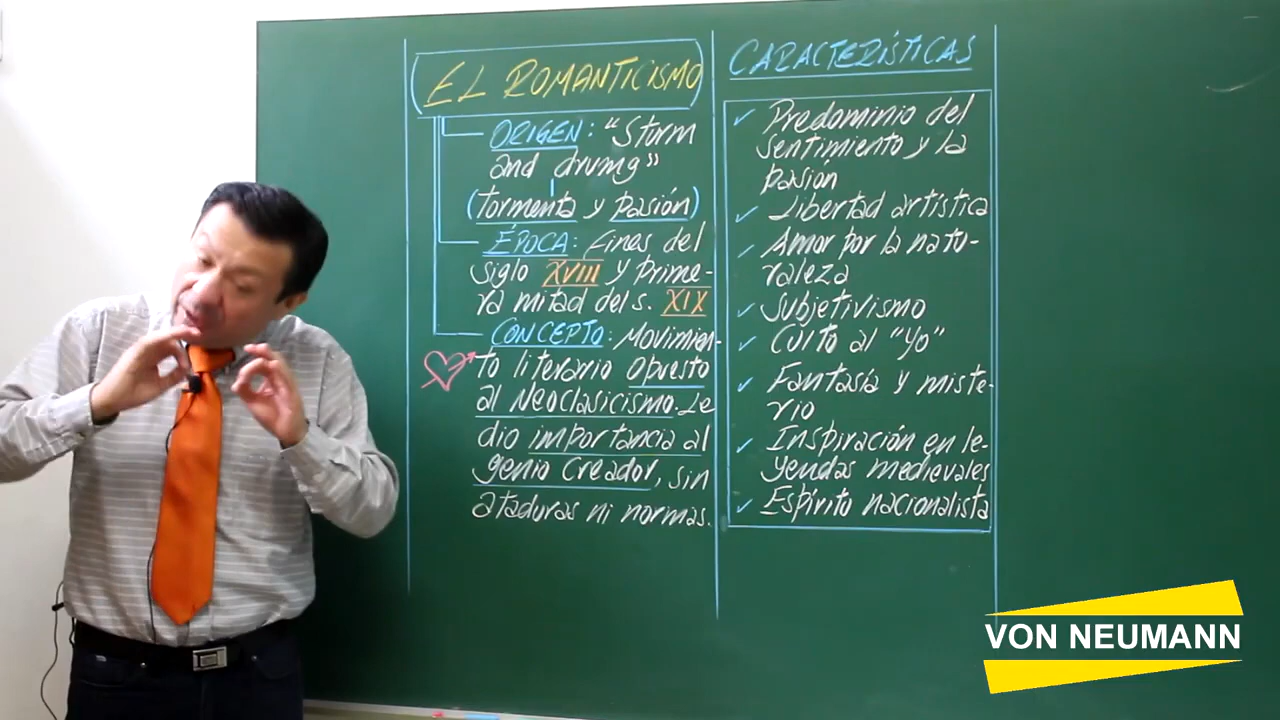 EL ROMANTICISMO
ORIGEN: "Sturm
and drumg"
(tormenta y pasión)
ÉPOCA: Fines del
siglo XVIII y prime-
ra mitad del s. XIX
CONCEPTO: Movimien-
to literario opuesto
al Neoclasicismo. Le
dio importancia al
genio creador, sin
ataduras ni normas.
CARACTERÍSTICAS
✓ Predominio del
sentimiento y la
pasión
✓ Libertad artística
✓ Amor por la natu-
raleza
✓ Subjetivismo
✓ Culto al "Yo"
✓ Fantasía y miste-
rio
✓ Inspiración en le-
yendas medievales
✓ Espíritu nacionalista
VON NEUMANN